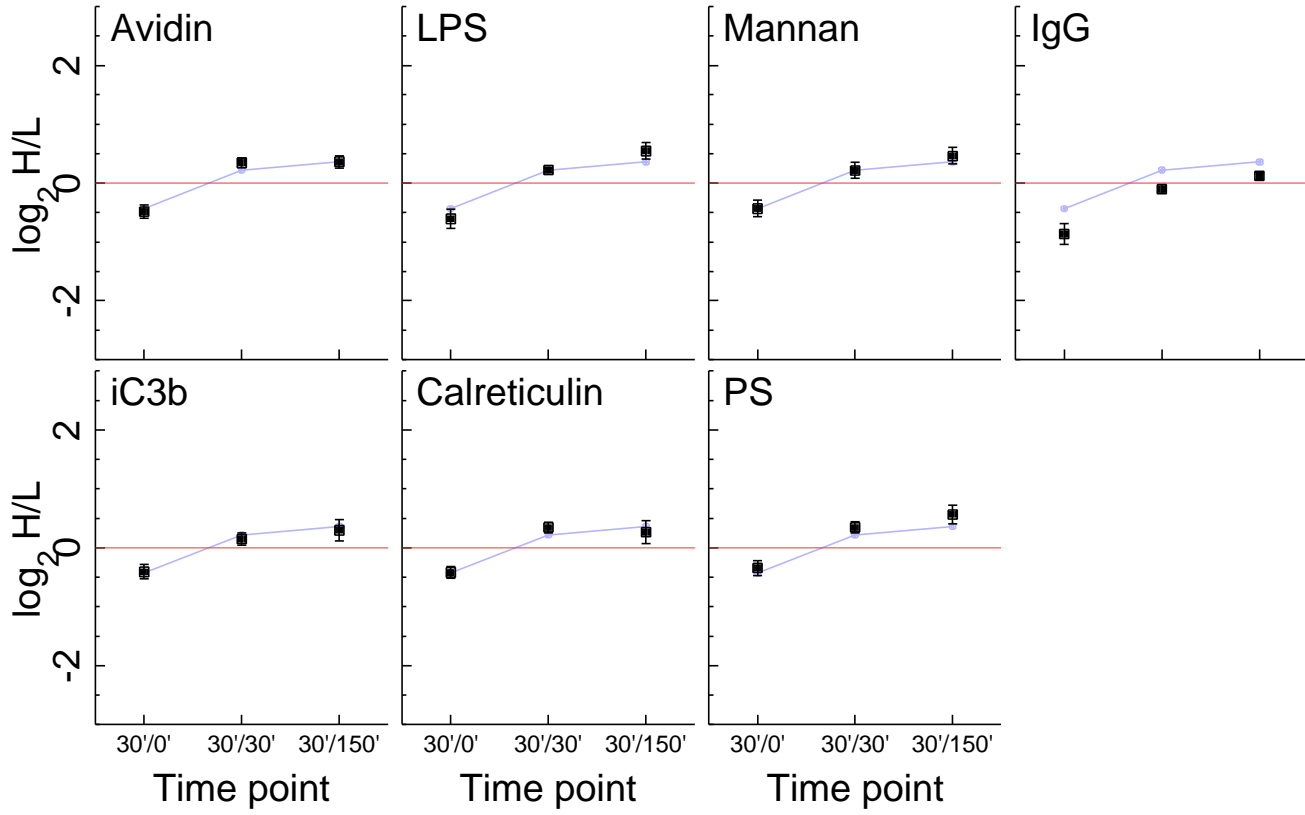 Avidin
LPS
Mannan
IgG
log₂ H/L
2
0
-2
iC3b
Calreticulin
PS
log₂ H/L
2
0
-2
30'/0' 30'/30' 30'/150'
30'/0' 30'/30' 30'/150'
30'/0' 30'/30' 30'/150'
Time point
Time point
Time point